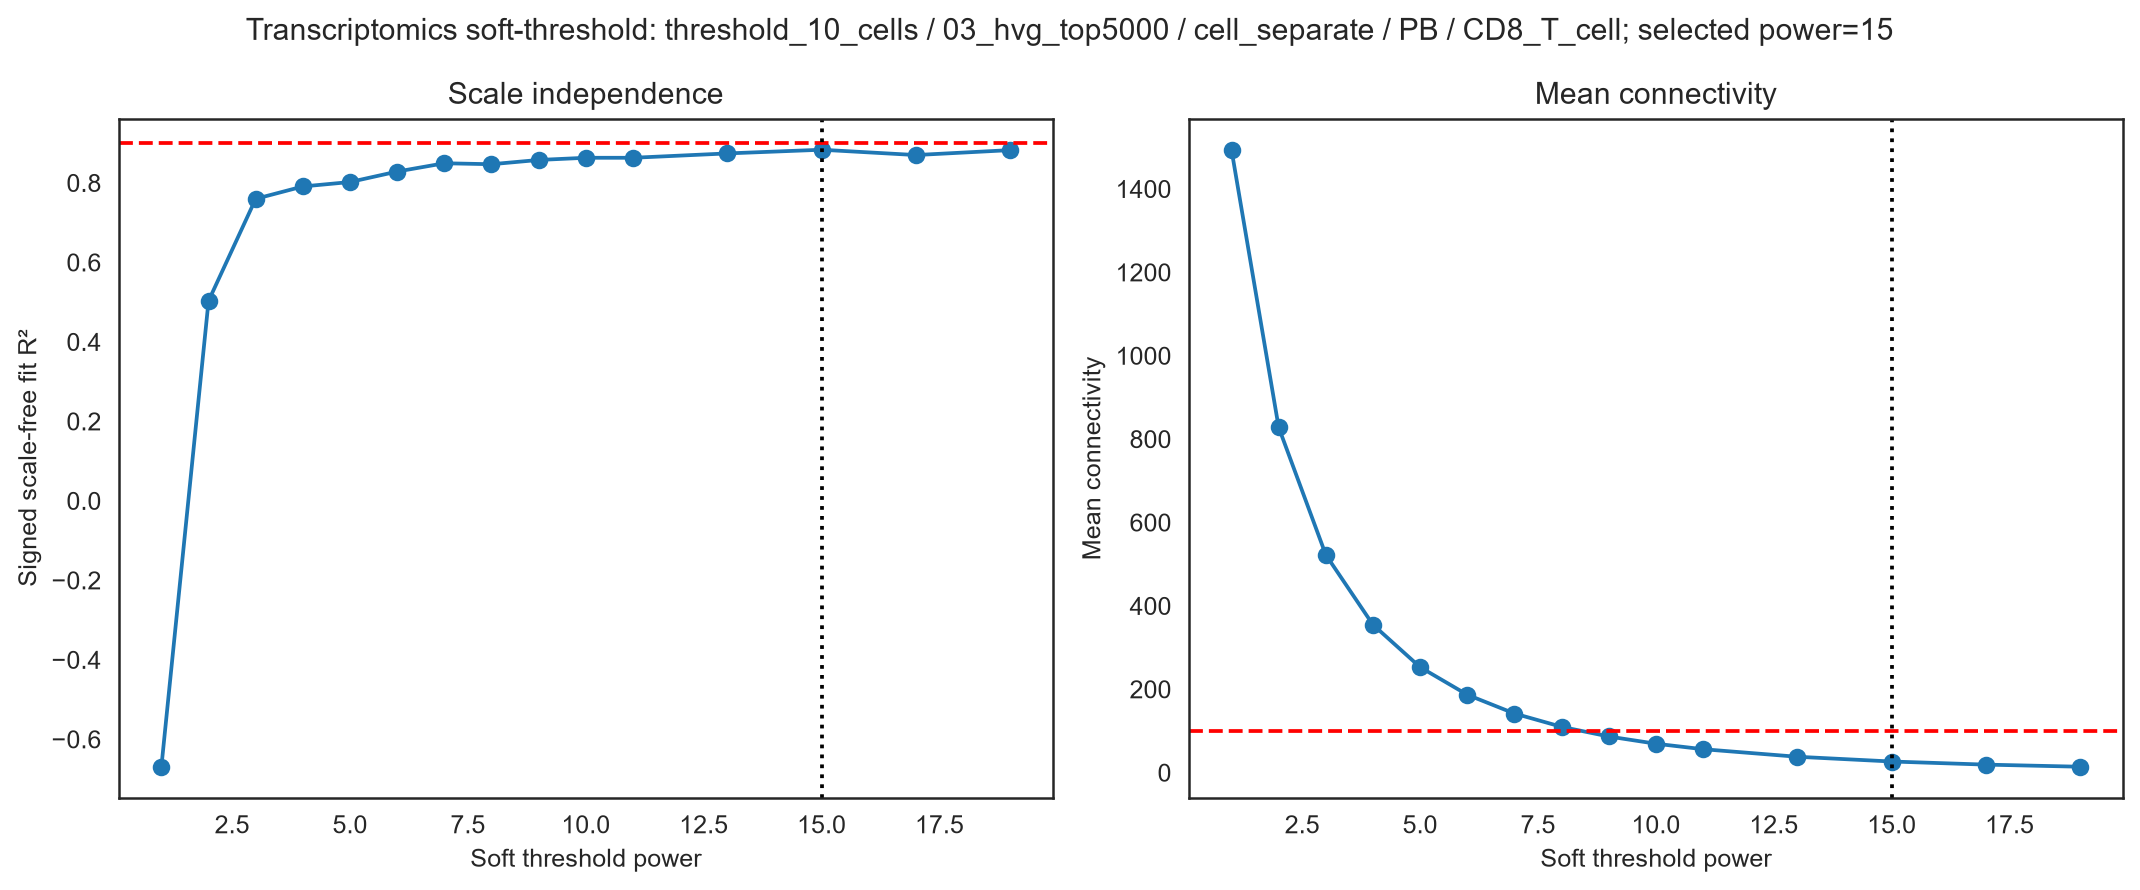 Transcriptomics soft-threshold: threshold_10_cells / 03_hvg_top5000 / cell_separate / PB / CD8_T_cell; selected power=15
Scale independence
Signed scale-free fit R²
0.8
0.6
0.4
0.2
0.0
−0.2
−0.4
−0.6
2.5 5.0 7.5 10.0 12.5 15.0 17.5
Soft threshold power
Mean connectivity
Mean connectivity
1400
1200
1000
800
600
400
200
0
2.5 5.0 7.5 10.0 12.5 15.0 17.5
Soft threshold power